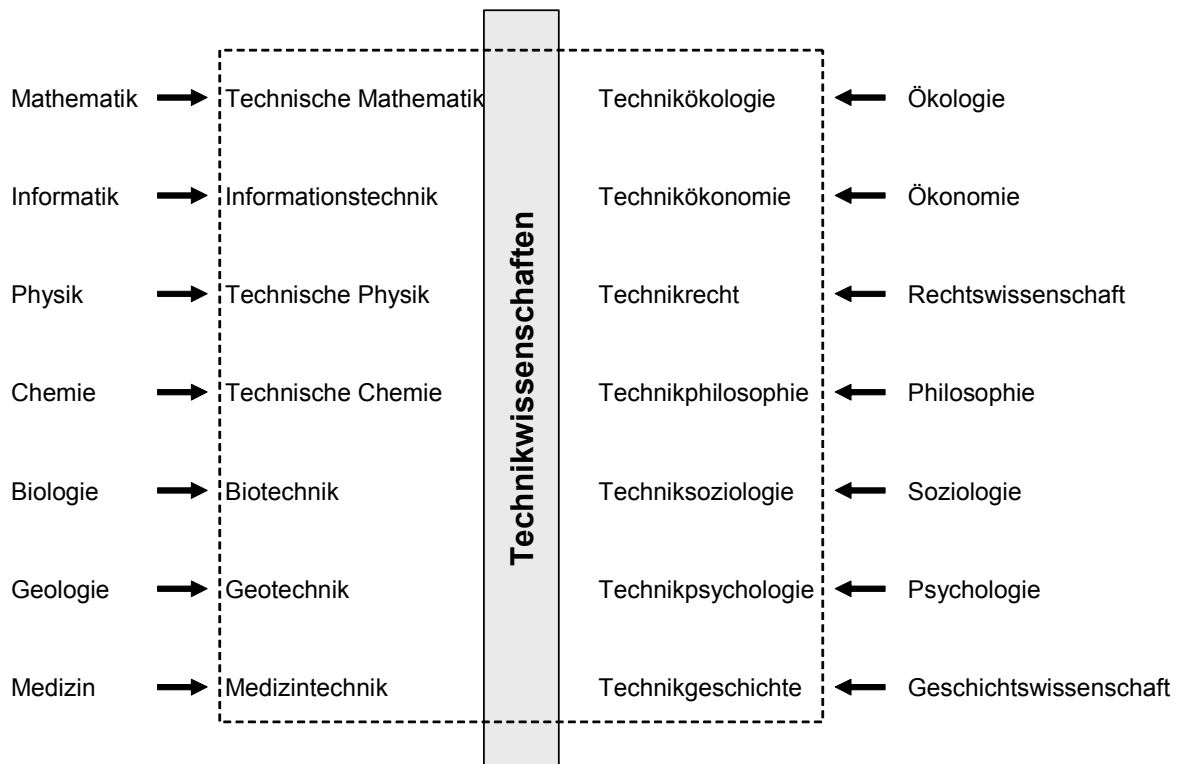 Mathematik Technische Mathematik Technikökologie Ökologie
Informatik Informationstechnik Technikökonomie Ökonomie
Physik Technische Physik Technikrecht Rechtswissenschaft
Chemie Technische Chemie Technikphilosophie Philosophie
Biologie Biotechnik Techniksoziologie Soziologie
Geologie Geotechnik Technikpsychologie Psychologie
Medizin Medizintechnik Technikgeschichte Geschichtswissenschaft
Technikwissenschaften